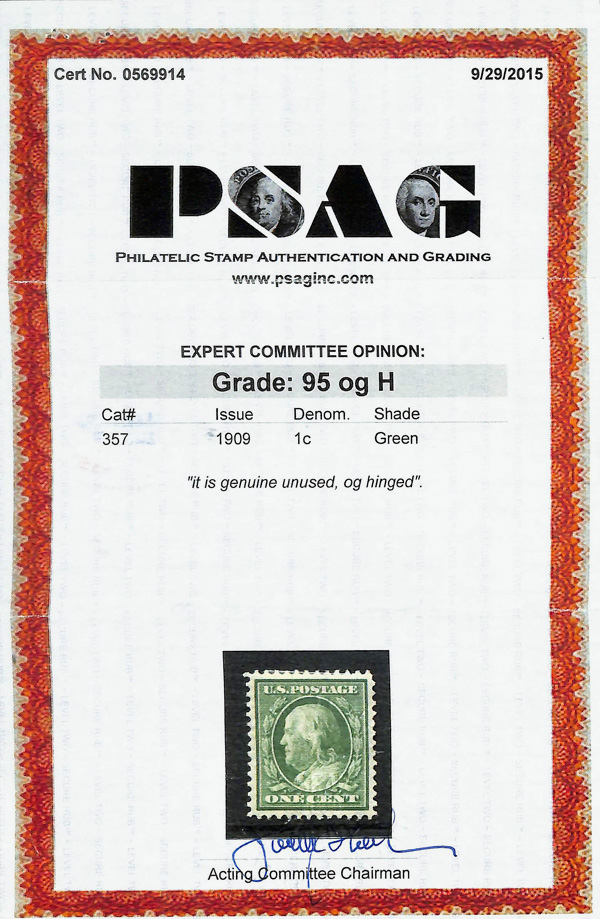 Cert No. 0569914 9/29/2015
PSAG
PHILATELIC STAMP AUTHENTICATION AND GRADING
www.psaginc.com
EXPERT COMMITTEE OPINION:
Grade: 95 og H
Cat# Issue Denom. Shade
357 1909 1c Green
"it is genuine unused, og hinged".
U.S. POSTAGE
ONE CENT
Acting Committee Chairman